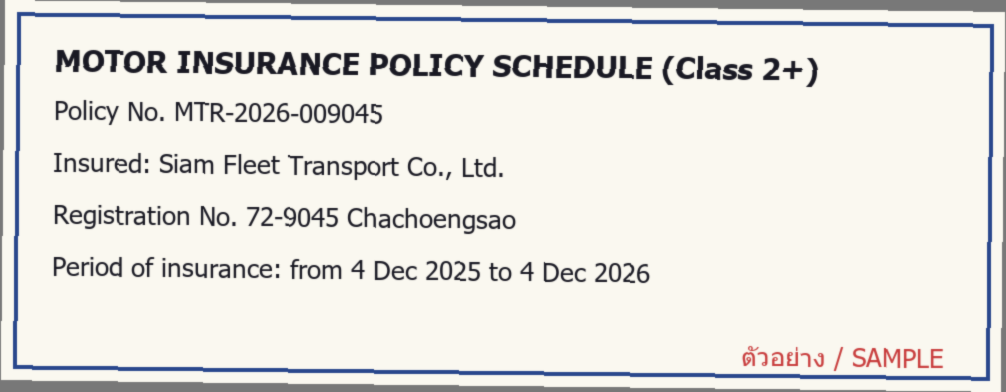 MOTOR INSURANCE POLICY SCHEDULE (Class 2+)
Policy No. MTR-2026-009045
Insured: Siam Fleet Transport Co., Ltd.
Registration No. 72-9045 Chachoengsao
Period of insurance: from 4 Dec 2025 to 4 Dec 2026
ตัวอย่าง / SAMPLE